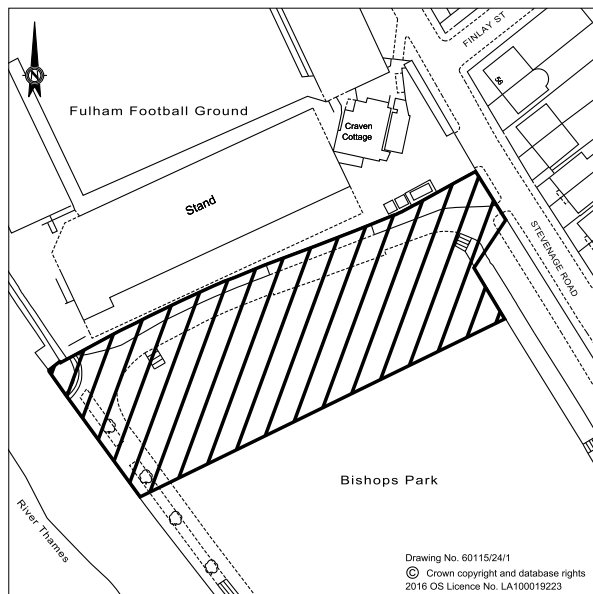 FINLAY ST
58
N
Fulham Football Ground
Craven
Cottage
Stand
STEVENAGE ROAD
Bishops Park
River Thames
Drawing No. 60115/24/1
© Crown copyright and database rights
2016 OS Licence No. LA100019223